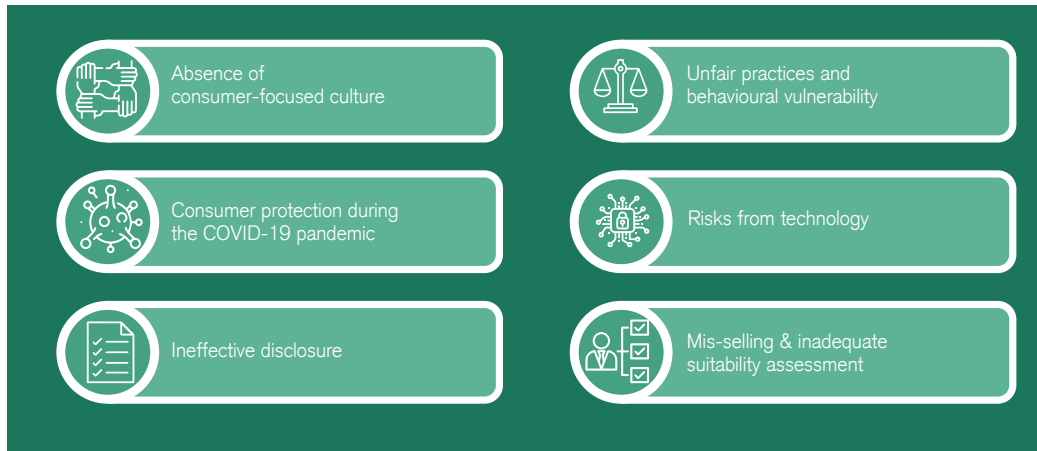 Absence of
consumer-focused culture
Unfair practices and
behavioural vulnerability
Consumer protection during
the COVID-19 pandemic
Risks from technology
Ineffective disclosure
Mis-selling & inadequate
suitability assessment